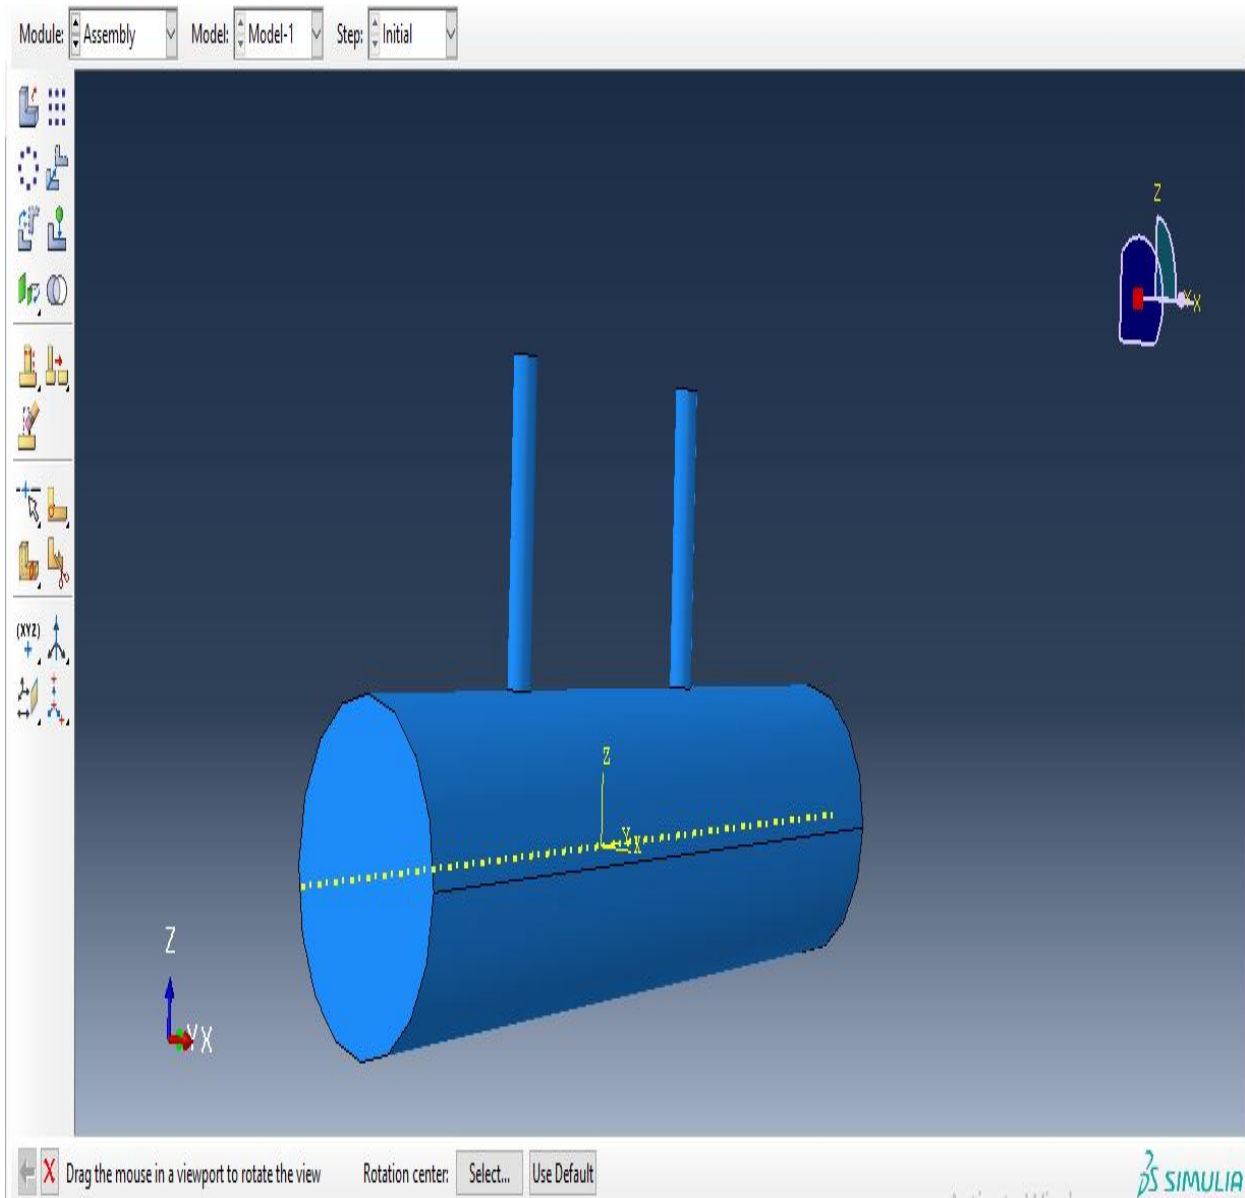 Module: Assembly Model: Model-1 Step: Initial
Z
X
(XYZ)
Z
Y X
Z
Y X
Drag the mouse in a viewport to rotate the view Rotation center: Select... Use Default
SIMULIA